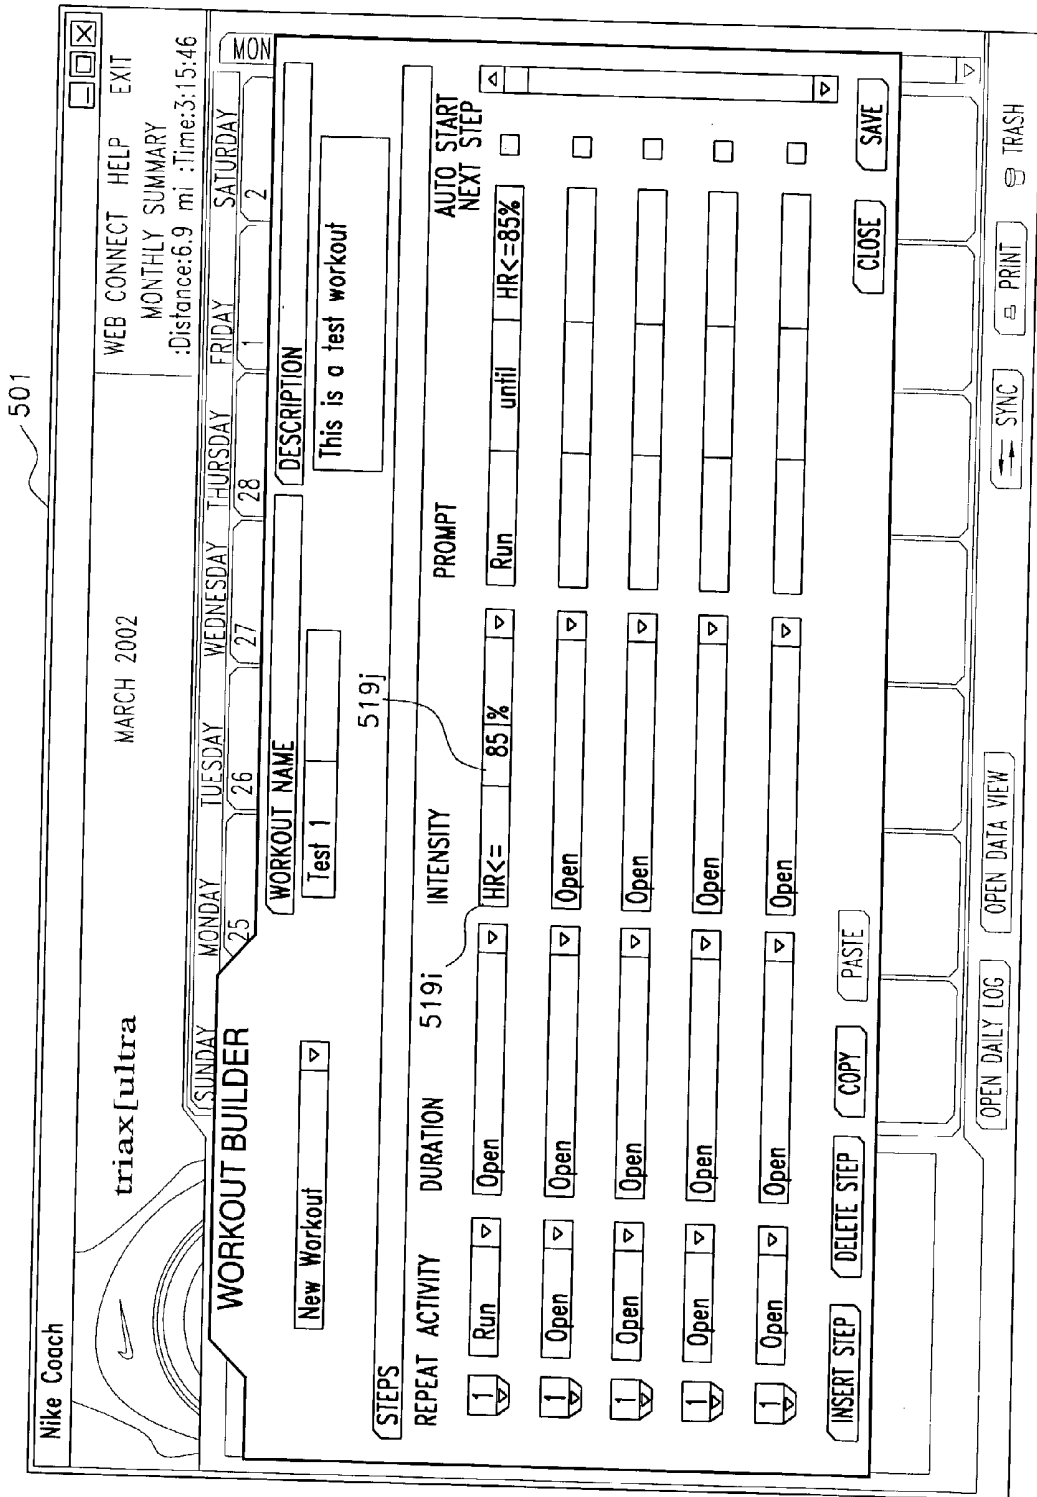 501
Nike Coach
WEB CONNECT HELP EXIT
triax[ultra
MARCH 2002
MONTHLY SUMMARY
:Distance:6.9 mi :Time:3:15:46
SUNDAY MONDAY TUESDAY WEDNESDAY THURSDAY FRIDAY SATURDAY
MON
25 26 27 28 1 2
WORKOUT BUILDER
WORKOUT NAME DESCRIPTION
New Workout Test 1 This is a test workout
519j
STEPS
519i
REPEAT ACTIVITY DURATION INTENSITY PROMPT AUTO START
NEXT STEP
1 Run Open HR<= 85 % Run until HR<=85%
1 Open Open Open
1 Open Open Open
1 Open Open Open
1 Open Open Open
INSERT STEP DELETE STEP COPY PASTE CLOSE SAVE
OPEN DAILY LOG OPEN DATA VIEW SYNC PRINT TRASH